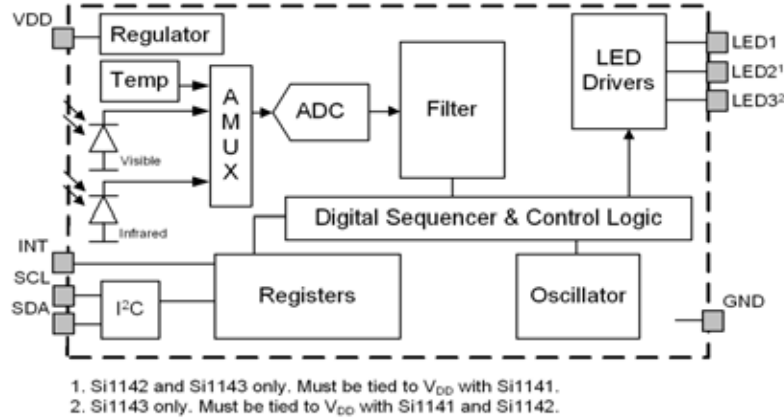 VDD
Regulator
LED Drivers
LED1
LED2¹
LED3²
Temp
AMUX
ADC
Filter
Visible
Infrared
Digital Sequencer & Control Logic
INT
SCL
SDA
I²C
Registers
Oscillator
GND
1. Si1142 and Si1143 only. Must be tied to VDD with Si1141.
2. Si1143 only. Must be tied to VDD with Si1141 and Si1142.